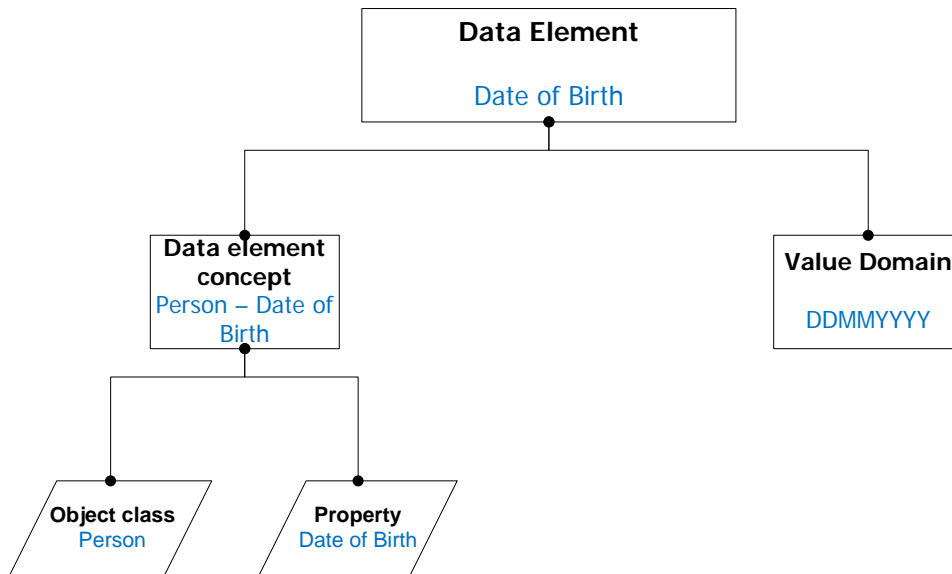 Data Element
Date of Birth
Data element
concept
Person – Date of
Birth
Value Domain
DDMMYYYY
Object class
Person
Property
Date of Birth